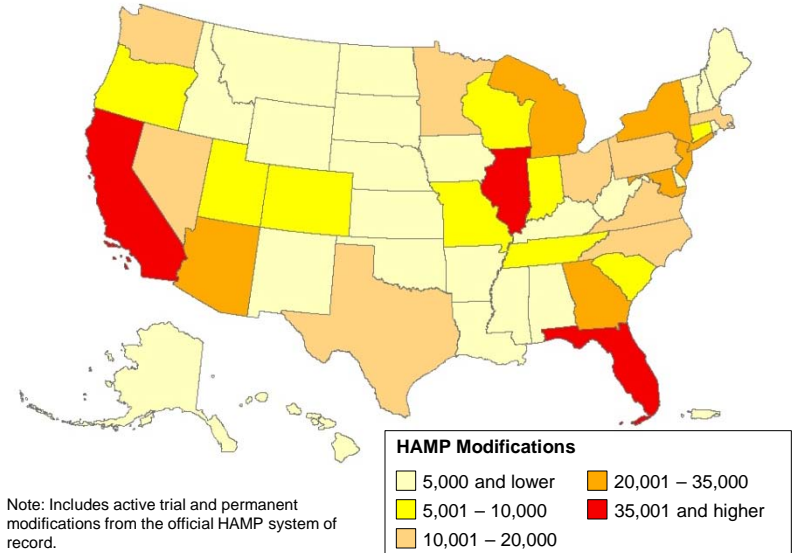 HAMP Modifications
5,000 and lower
20,001 – 35,000
5,001 – 10,000
35,001 and higher
10,001 – 20,000
Note: Includes active trial and permanent
modifications from the official HAMP system of
record.